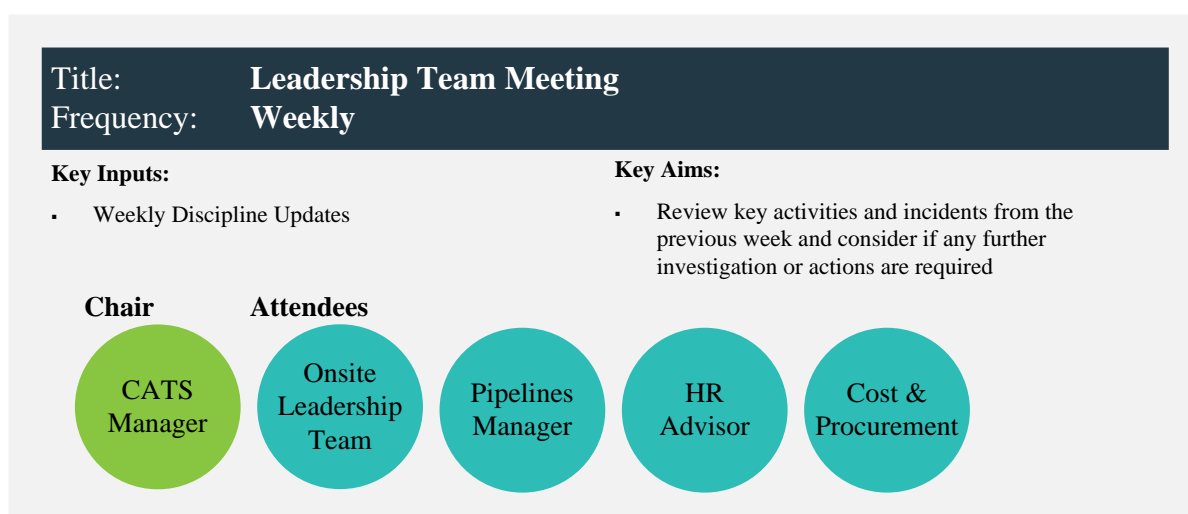 Title: Leadership Team Meeting
Frequency: Weekly
Key Inputs:
▪ Weekly Discipline Updates
Key Aims:
▪ Review key activities and incidents from the
previous week and consider if any further
investigation or actions are required
Chair
Attendees
CATS
Manager
Onsite
Leadership
Team
Pipelines
Manager
HR
Advisor
Cost &
Procurement